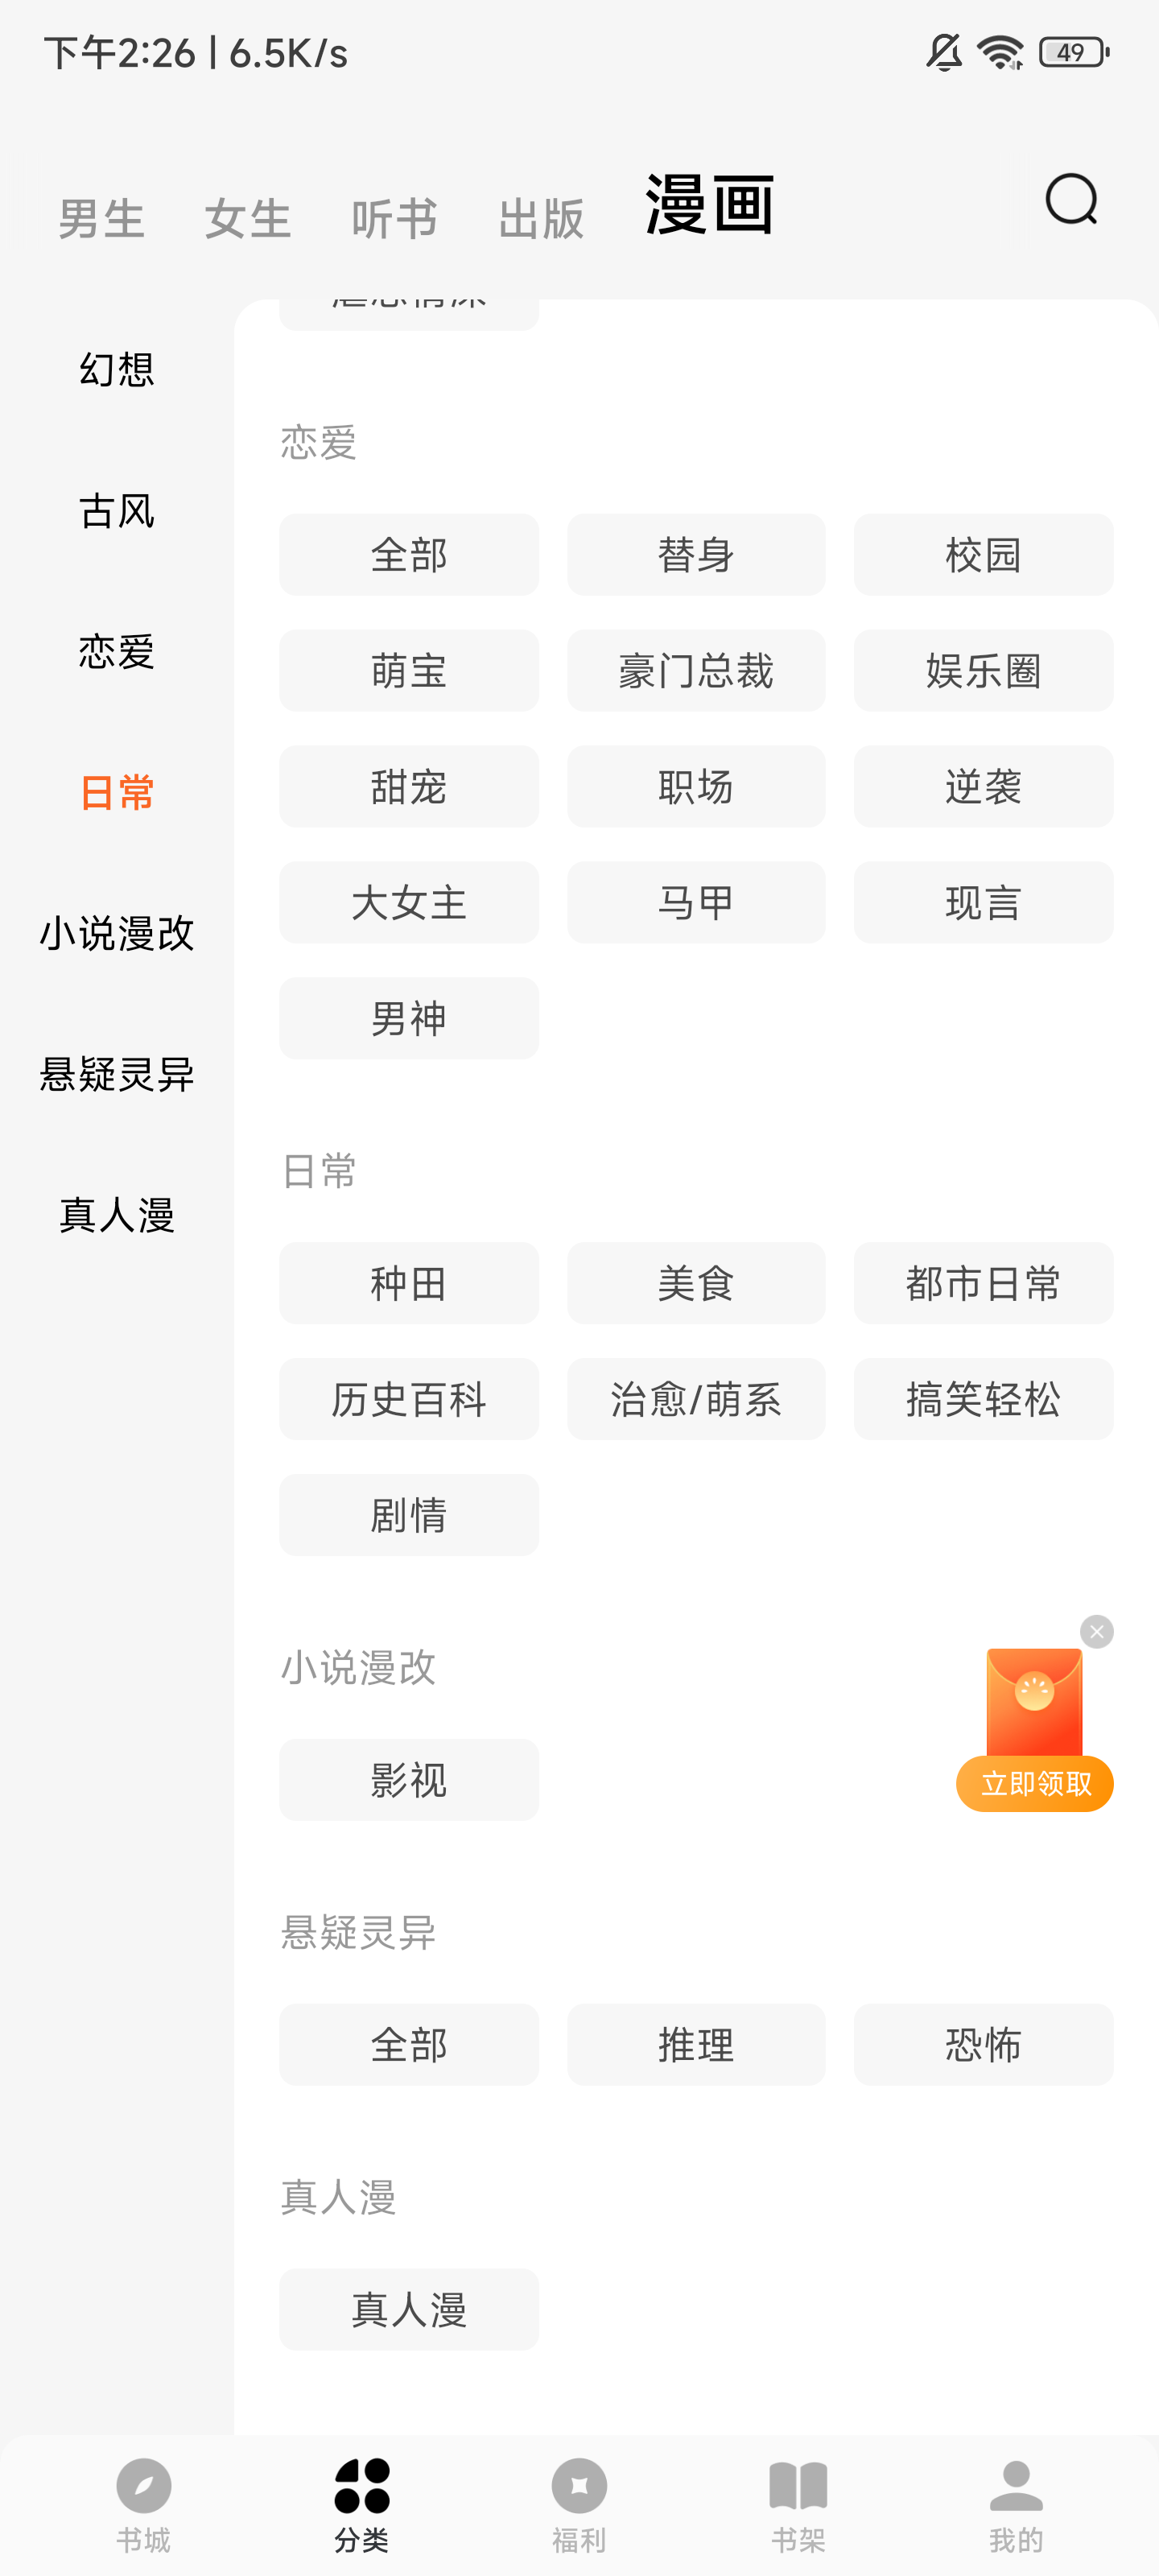 下午2:26 | 6.5K/s 49
男生 女生 听书 出版 漫画
幻想
古风
恋爱
日常
小说漫改
悬疑灵异
真人漫
恋爱
全部 替身 校园
萌宝 豪门总裁 娱乐圈
甜宠 职场 逆袭
大女主 马甲 现言
男神
日常
种田 美食 都市日常
历史百科 治愈/萌系 搞笑轻松
剧情
小说漫改
影视
立即领取
悬疑灵异
全部 推理 恐怖
真人漫
真人漫
书城 分类 福利 书架 我的